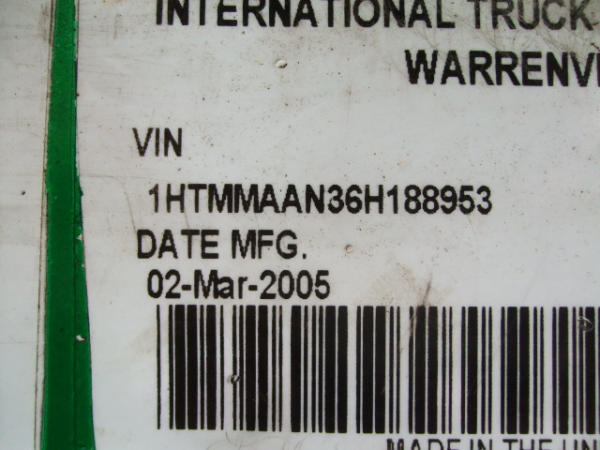 INTERNATIONAL TRUCK
WARRENV
VIN
1HTMMAAN36H188953
DATE MFG.
02-Mar-2005
MADE IN THE UN